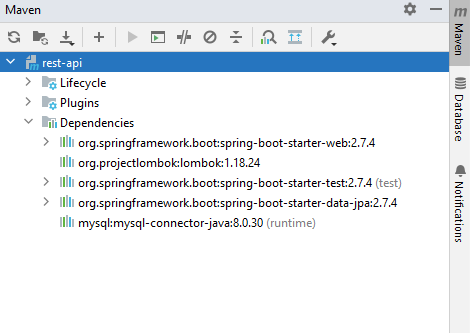 Maven
rest-api
Lifecycle
Plugins
Dependencies
org.springframework.boot:spring-boot-starter-web:2.7.4
org.projectlombok:lombok:1.18.24
org.springframework.boot:spring-boot-starter-test:2.7.4 (test)
org.springframework.boot:spring-boot-starter-data-jpa:2.7.4
mysql:mysql-connector-java:8.0.30 (runtime)
Maven
Database
Notifications